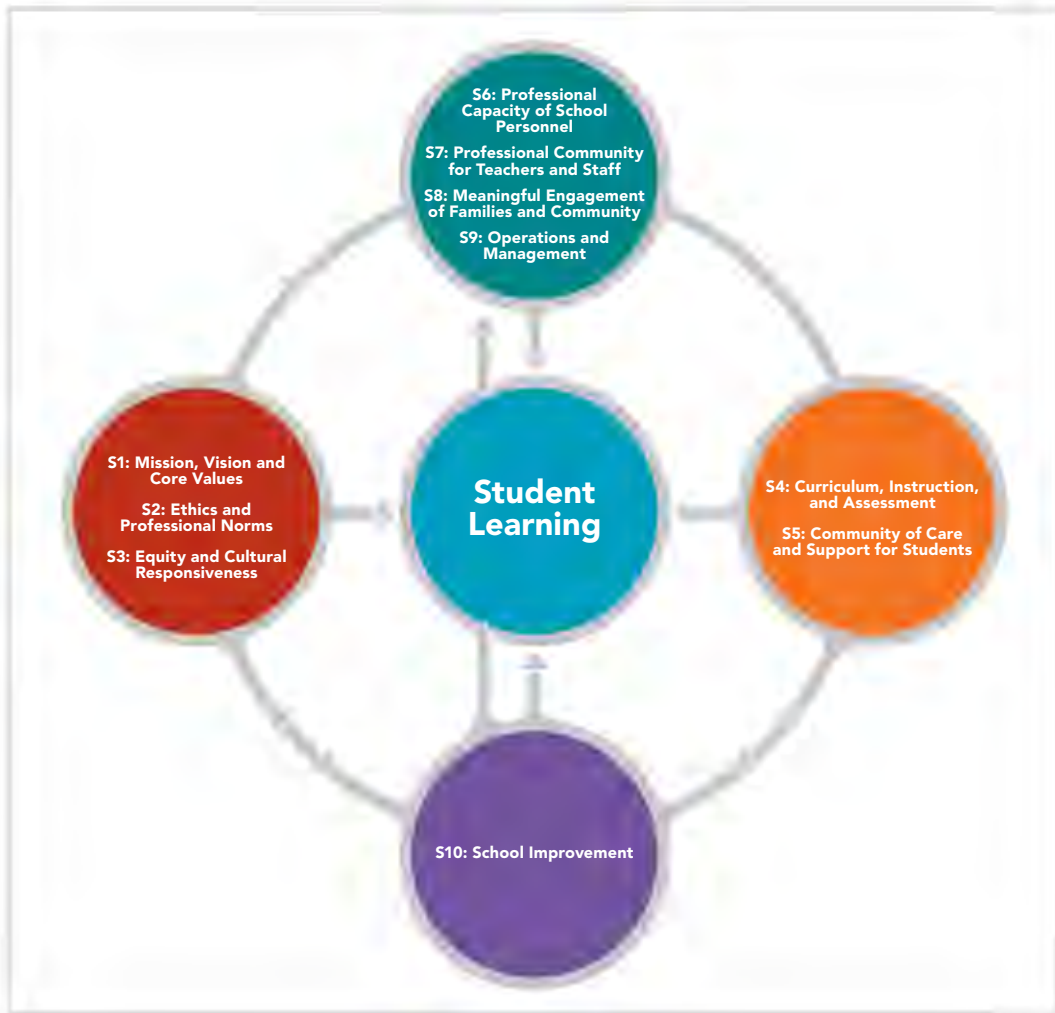 S6: Professional
Capacity of School
Personnel
S7: Professional Community
for Teachers and Staff
S8: Meaningful Engagement
of Families and Community
S9: Operations and
Management
S1: Mission, Vision and
Core Values
S2: Ethics and
Professional Norms
S3: Equity and Cultural
Responsiveness
Student
Learning
S4: Curriculum, Instruction,
and Assessment
S5: Community of Care
and Support for Students
S10: School Improvement